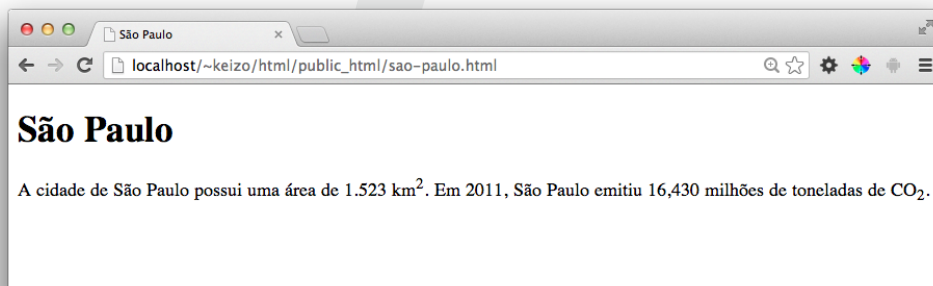 São Paulo
localhost/~keizo/html/public_html/sao-paulo.html
São Paulo
A cidade de São Paulo possui uma área de 1.523 km². Em 2011, São Paulo emitiu 16,430 milhões de toneladas de CO₂.